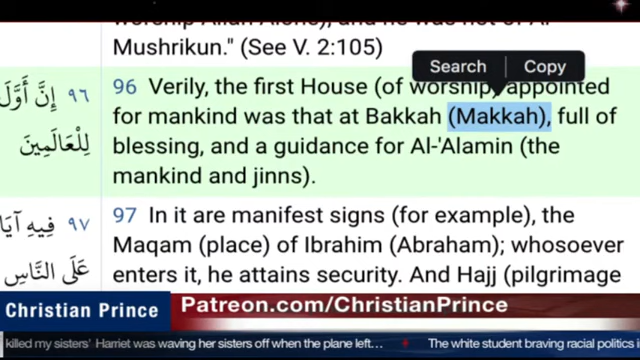 worship Allah Alone), and he was not of Al-
Mushrikun." (See V. 2:105)
Search Copy
96 Verily, the first House (of worship) appointed
for mankind was that at Bakkah (Makkah), full of
blessing, and a guidance for Al-'Alamin (the
mankind and jinns).
٩٦ إِنَّ أَوَّلَ
لِلْعَالَمِينَ
97 In it are manifest signs (for example), the
Maqam (place) of Ibrahim (Abraham); whosoever
enters it, he attains security. And Hajj (pilgrimage
٩٧ فِيهِ آيَا
عَلَى النَّاسِ
Christian Prince
Patreon.com/ChristianPrince
killed my sisters' Harriet was waving her sisters off when the plane left... The white student braving racial politics i